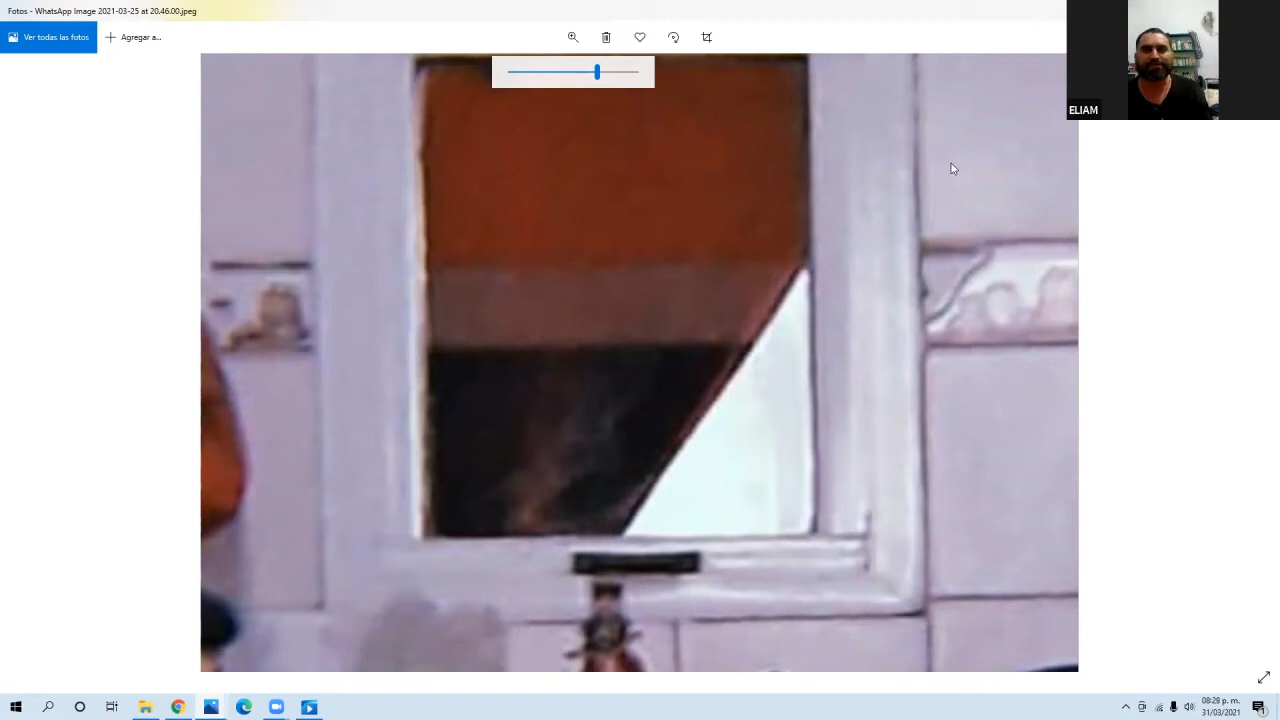 Fotos - WhatsApp Image 2021-03-25 at 20.46.00.jpeg
Ver todas las fotos
Agregar a...
ELIAM
08:28 p. m.
31/03/2021
1